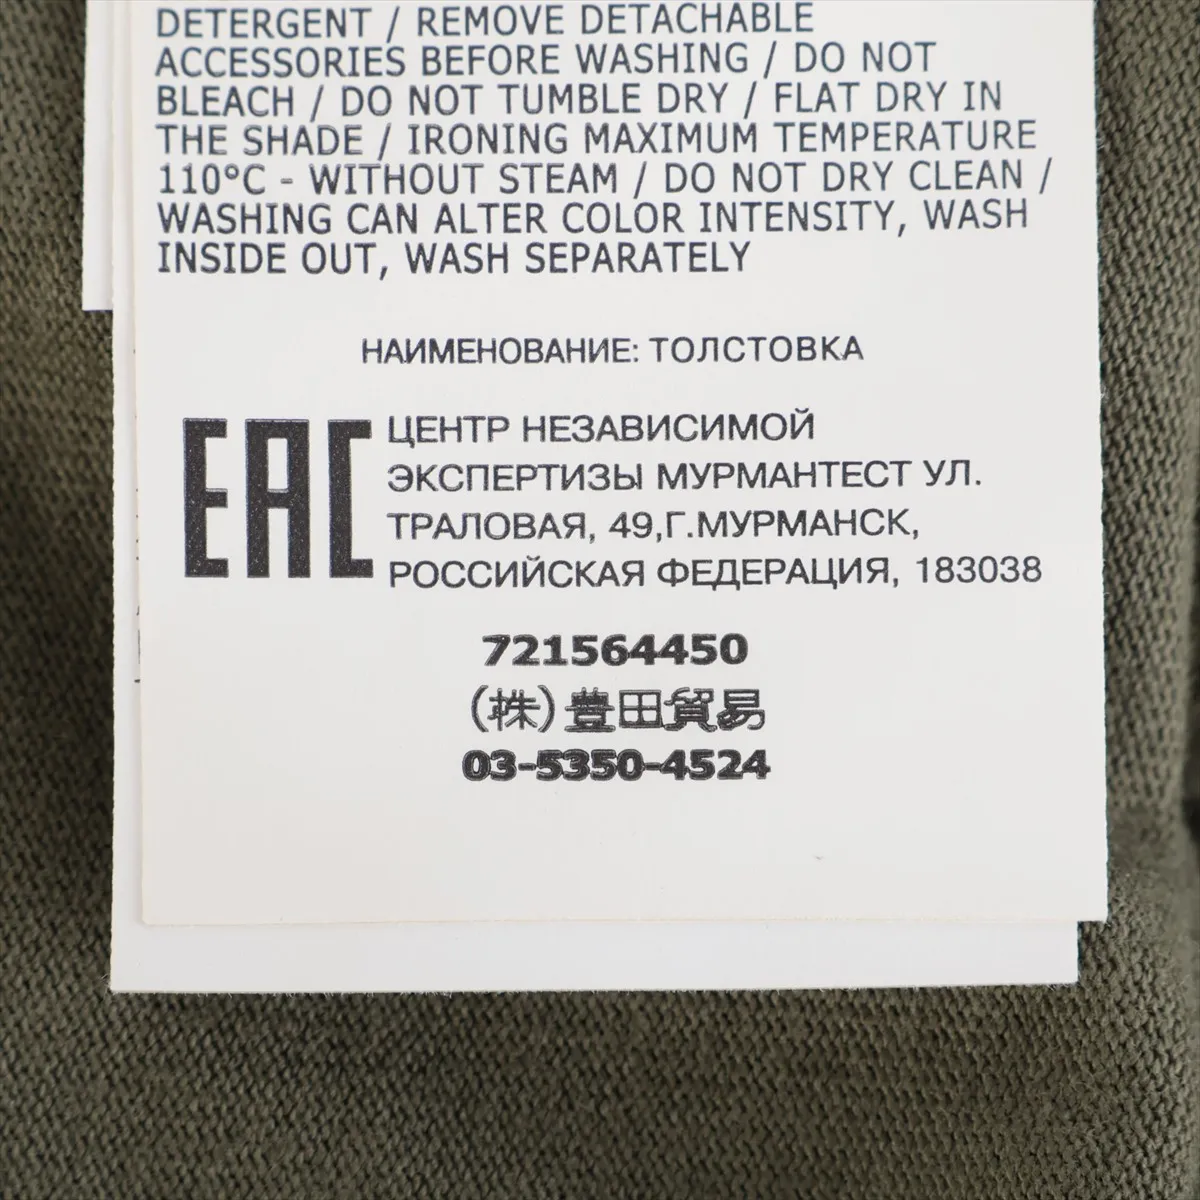 DETERGENT / REMOVE DETACHABLE
ACCESSORIES BEFORE WASHING / DO NOT
BLEACH / DO NOT TUMBLE DRY / FLAT DRY IN
THE SHADE / IRONING MAXIMUM TEMPERATURE
110°C - WITHOUT STEAM / DO NOT DRY CLEAN /
WASHING CAN ALTER COLOR INTENSITY, WASH
INSIDE OUT, WASH SEPARATELY
НАИМЕНОВАНИЕ: ТОЛСТОВКА
EAC
ЦЕНТР НЕЗАВИСИМОЙ
ЭКСПЕРТИЗЫ МУРМАНТЕСТ УЛ.
ТРАЛОВАЯ, 49,Г.МУРМАНСК,
РОССИЙСКАЯ ФЕДЕРАЦИЯ, 183038
721564450
(株)豊田貿易
03-5350-4524